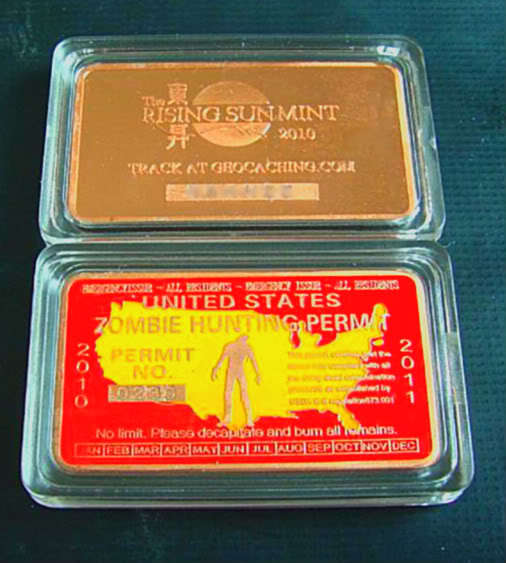 The
東
昇
RISING SUN MINT
2010
TRACK AT GEOCACHING.COM
EMERGENCY ISSUE - ALL RESIDENTS - EMERGENCY ISSUE - ALL RESIDENTS
UNITED STATES
ZOMBIE HUNTING PERMIT
2010
PERMIT
NO.
2011
No limit. Please decapitate and burn all remains.
JAN FEB MAR APR MAY JUN JUL AUG SEP OCT NOV DEC